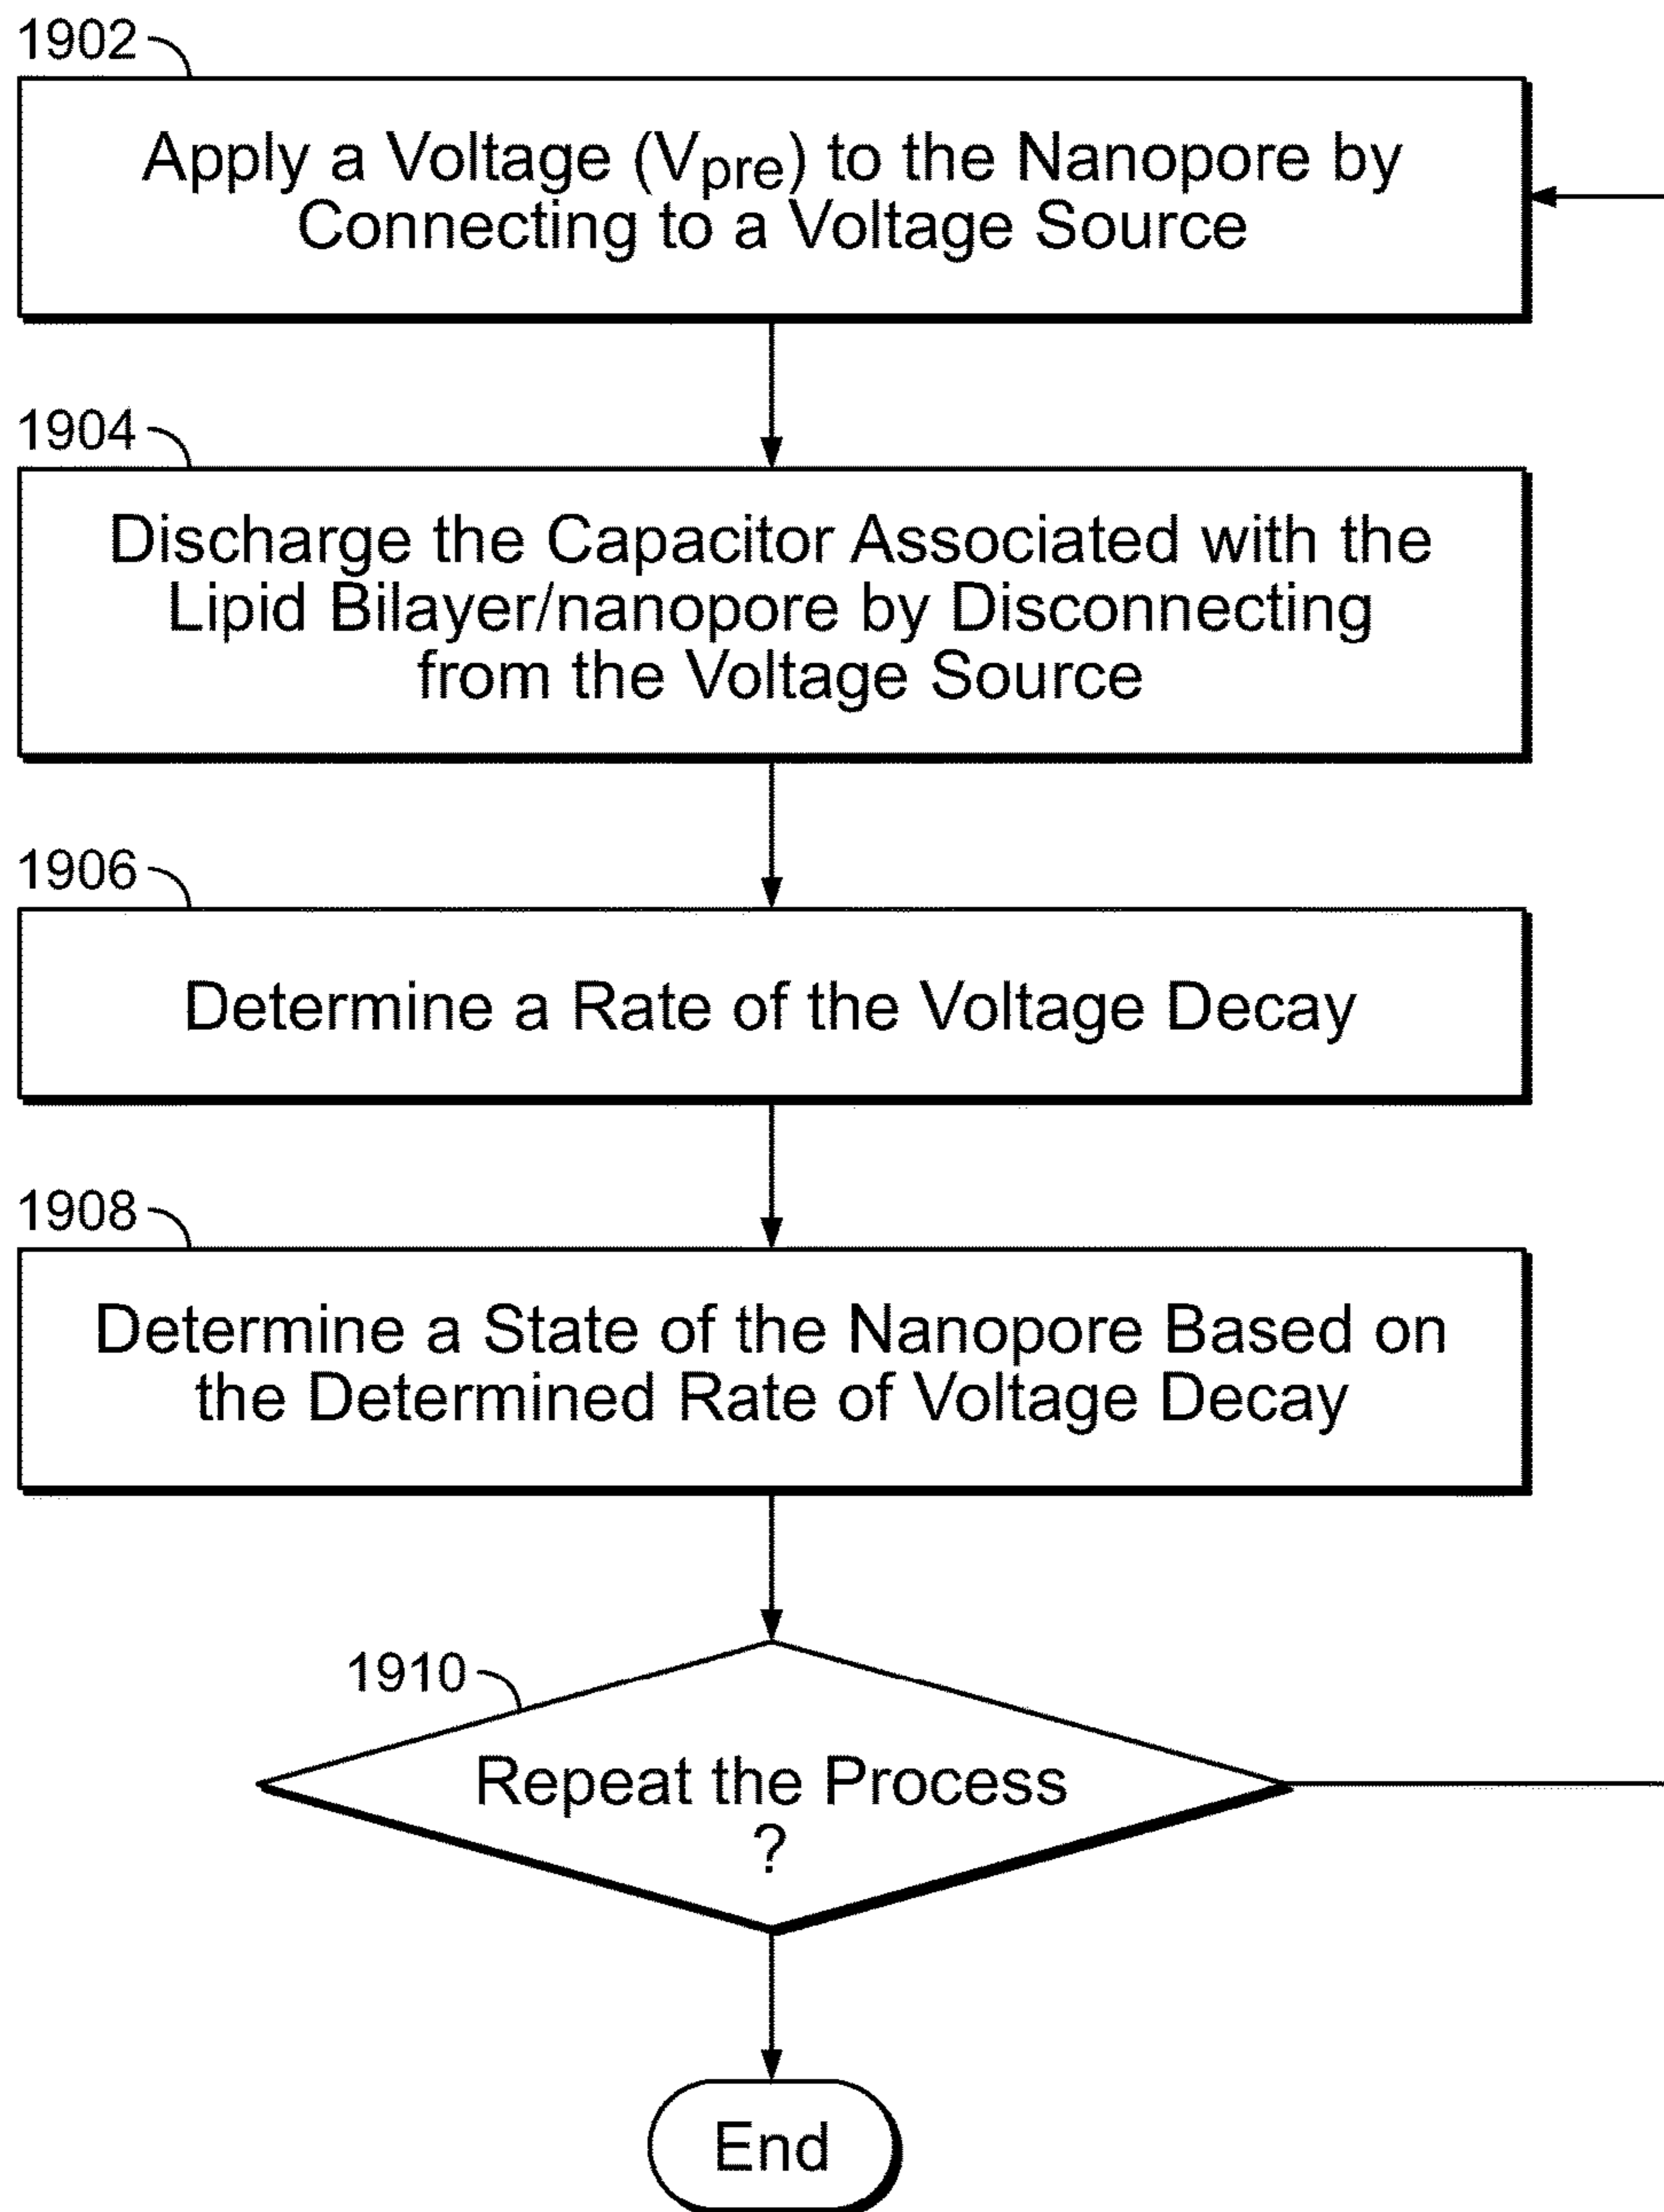 1902
Apply a Voltage (Vpre) to the Nanopore by
Connecting to a Voltage Source
1904
Discharge the Capacitor Associated with the
Lipid Bilayer/nanopore by Disconnecting
from the Voltage Source
1906
Determine a Rate of the Voltage Decay
1908
Determine a State of the Nanopore Based on
the Determined Rate of Voltage Decay
1910
Repeat the Process
?
End